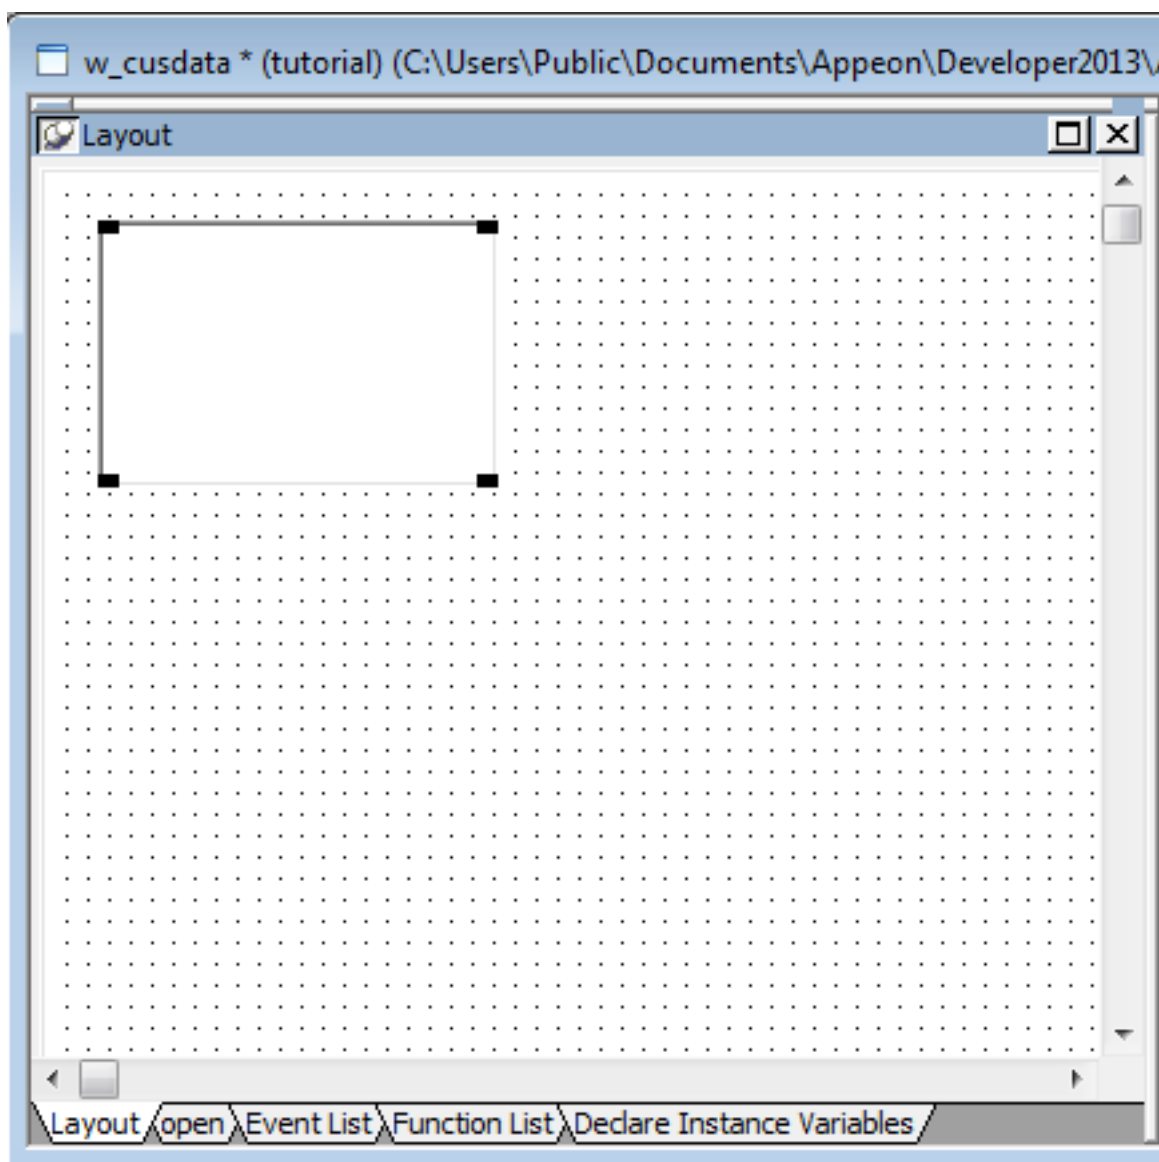 w_cusdata * (tutorial) (C:\Users\Public\Documents\Appeon\Developer2013\
Layout
Layout open Event List Function List Declare Instance Variables